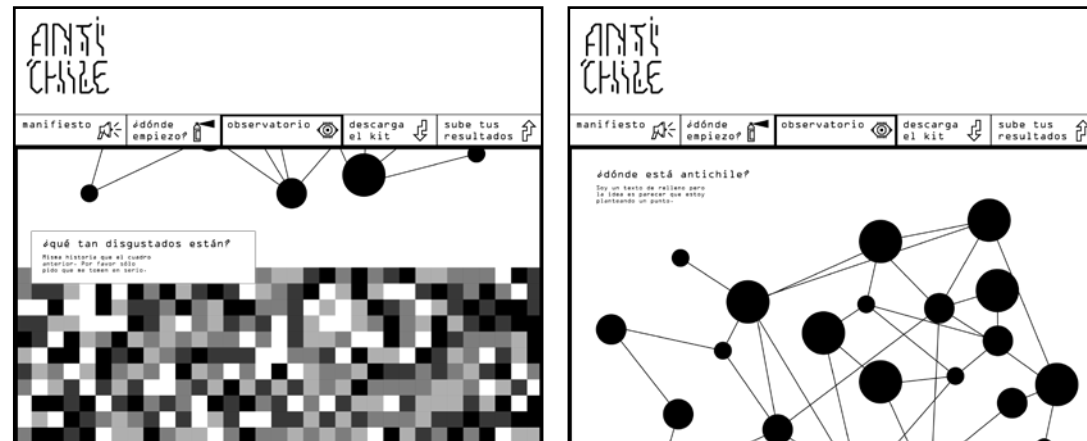 ANTi
CHiLE
manifiesto
¿dónde
empiezo?
observatorio
descarga
el kit
sube tus
resultados
¿qué tan disgustados están?
Misma historia que el cuadro
anterior. Por favor sólo
pido que me tomen en serio.
ANTi
CHiLE
manifiesto
¿dónde
empiezo?
observatorio
descarga
el kit
sube tus
resultados
¿dónde está antichile?
Soy un texto de relleno pero
la idea es parecer que estoy
planteando un punto.